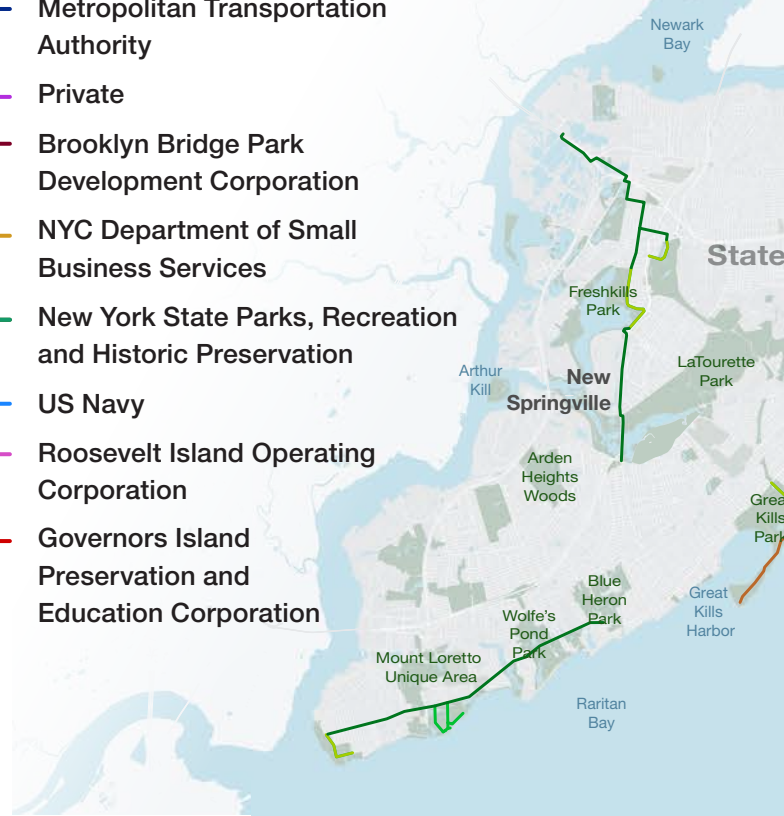 Metropolitan Transportation
Authority
Private
Brooklyn Bridge Park
Development Corporation
NYC Department of Small
Business Services
New York State Parks, Recreation
and Historic Preservation
US Navy
Roosevelt Island Operating
Corporation
Governors Island
Preservation and
Education Corporation
Newark
Bay
State
Freshkills
Park
LaTourette
Park
Arthur
Kill
New
Springville
Arden
Heights
Woods
Grea
Kills
Park
Blue
Heron
Park
Great
Kills
Harbor
Wolfe's
Pond
Park
Mount Loretto
Unique Area
Raritan
Bay